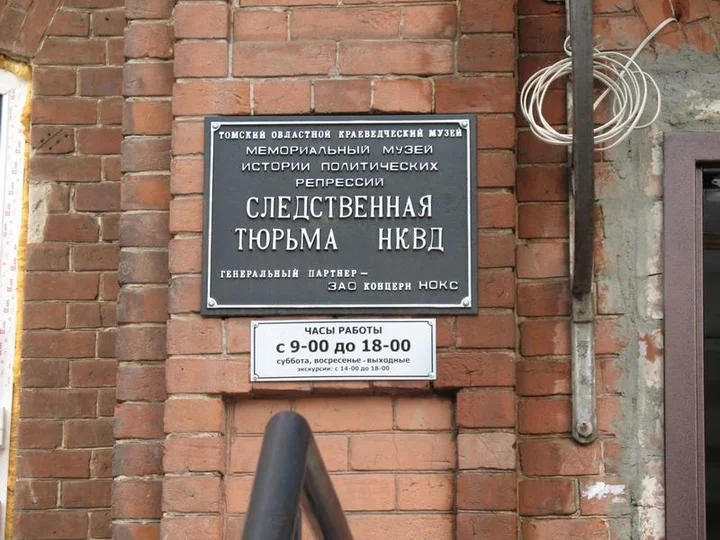 ТОМСКИЙ ОБЛАСТНОЙ КРАЕВЕДЧЕСКИЙ МУЗЕЙ
МЕМОРИАЛЬНЫЙ МУЗЕЙ
ИСТОРИИ ПОЛИТИЧЕСКИХ
РЕПРЕССИЙ
СЛЕДСТВЕННАЯ
ТЮРЬМА НКВД
ГЕНЕРАЛЬНЫЙ ПАРТНЕР –
ЗАО КОНЦЕРН НОКС
ЧАСЫ РАБОТЫ
с 9-00 до 18-00
суббота, восресенье - выходные
экскурсии: с 14-00 до 18-00